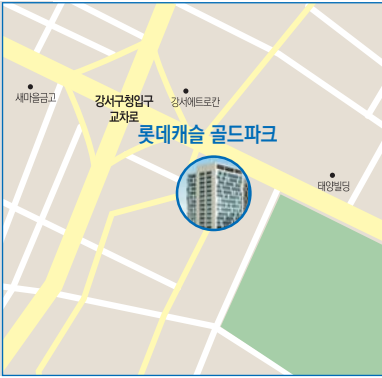 새마을금고
강서구청입구
교차로
강서에트로칸
롯데캐슬 골드파크
태양빌딩